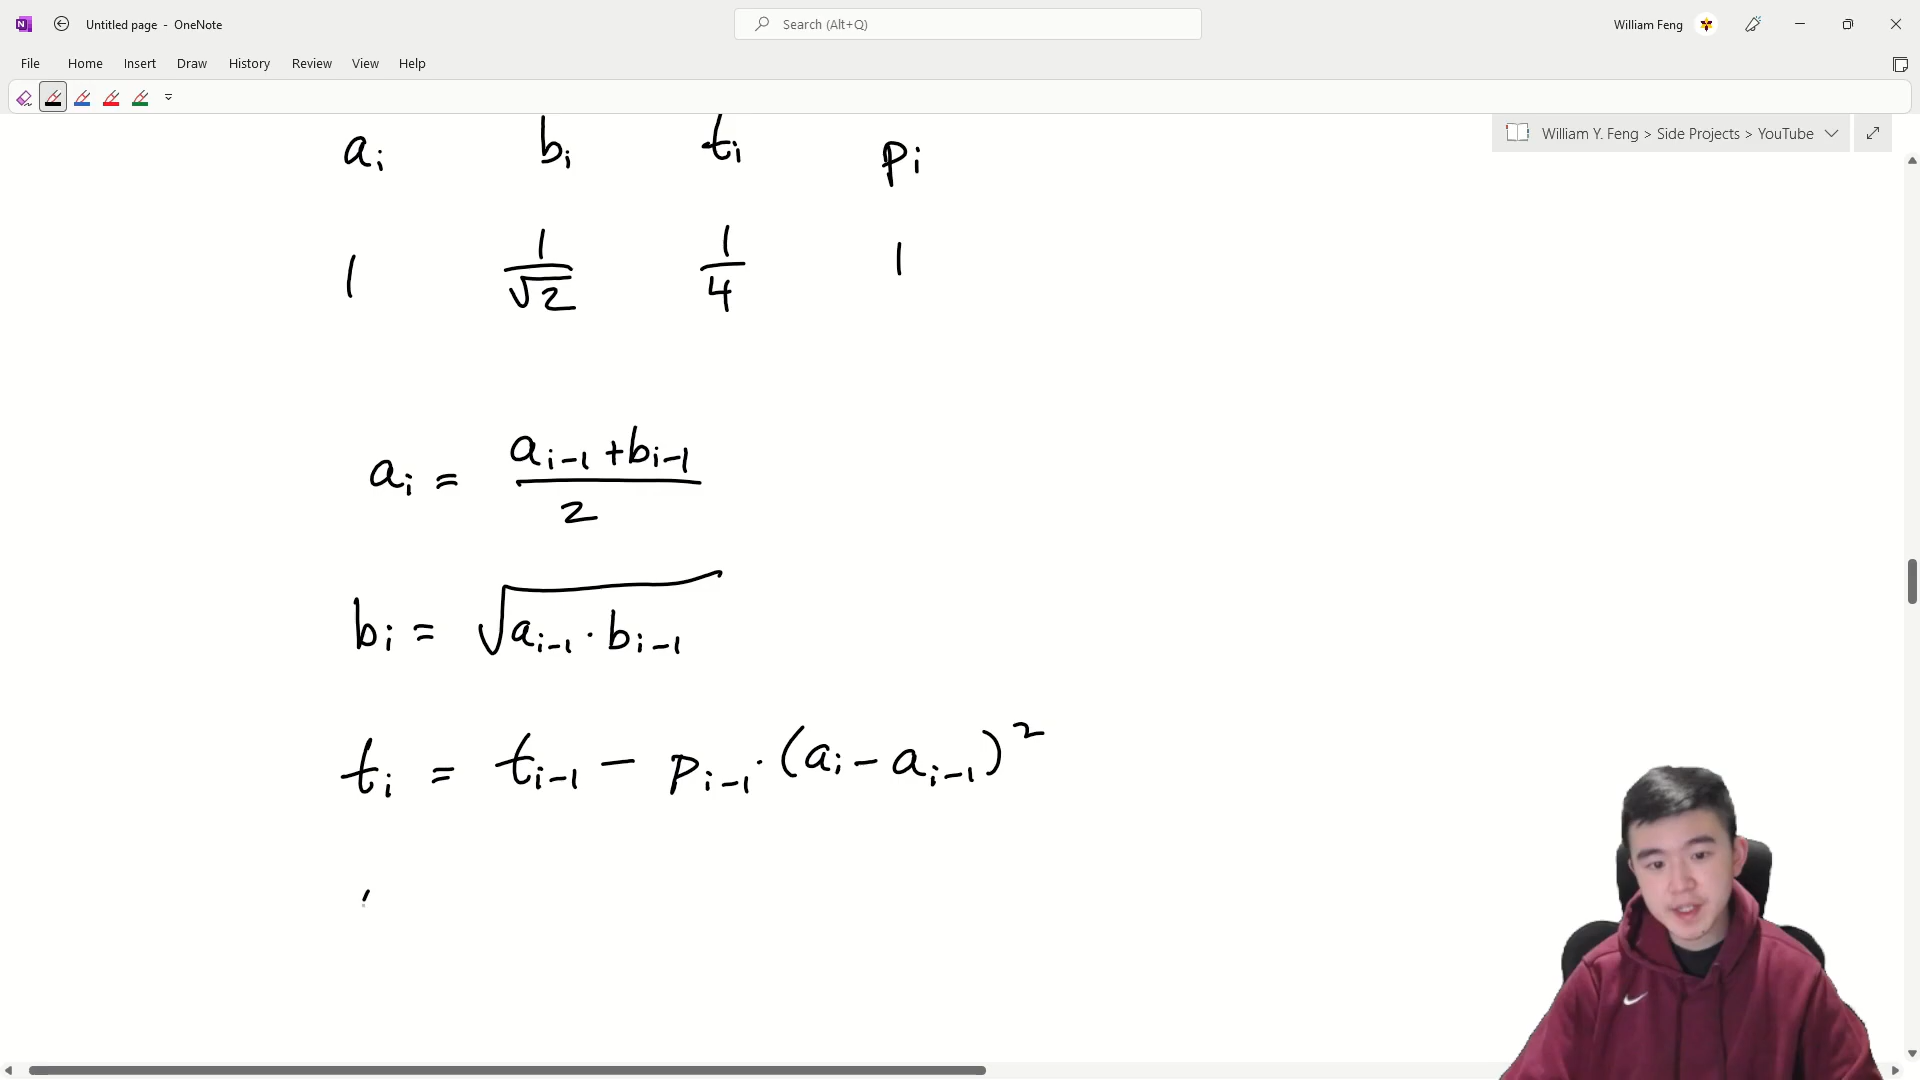 Untitled page - OneNote
Search (Alt+Q)
William Feng
File Home Insert Draw History Review View Help
William Y. Feng > Side Projects > YouTube
aᵢ bᵢ tᵢ pᵢ
1 1/√2 1/4 1
aᵢ = (aᵢ₋₁ + bᵢ₋₁)/2
bᵢ = √(aᵢ₋₁ · bᵢ₋₁)
tᵢ = tᵢ₋₁ − pᵢ₋₁ · (aᵢ − aᵢ₋₁)²